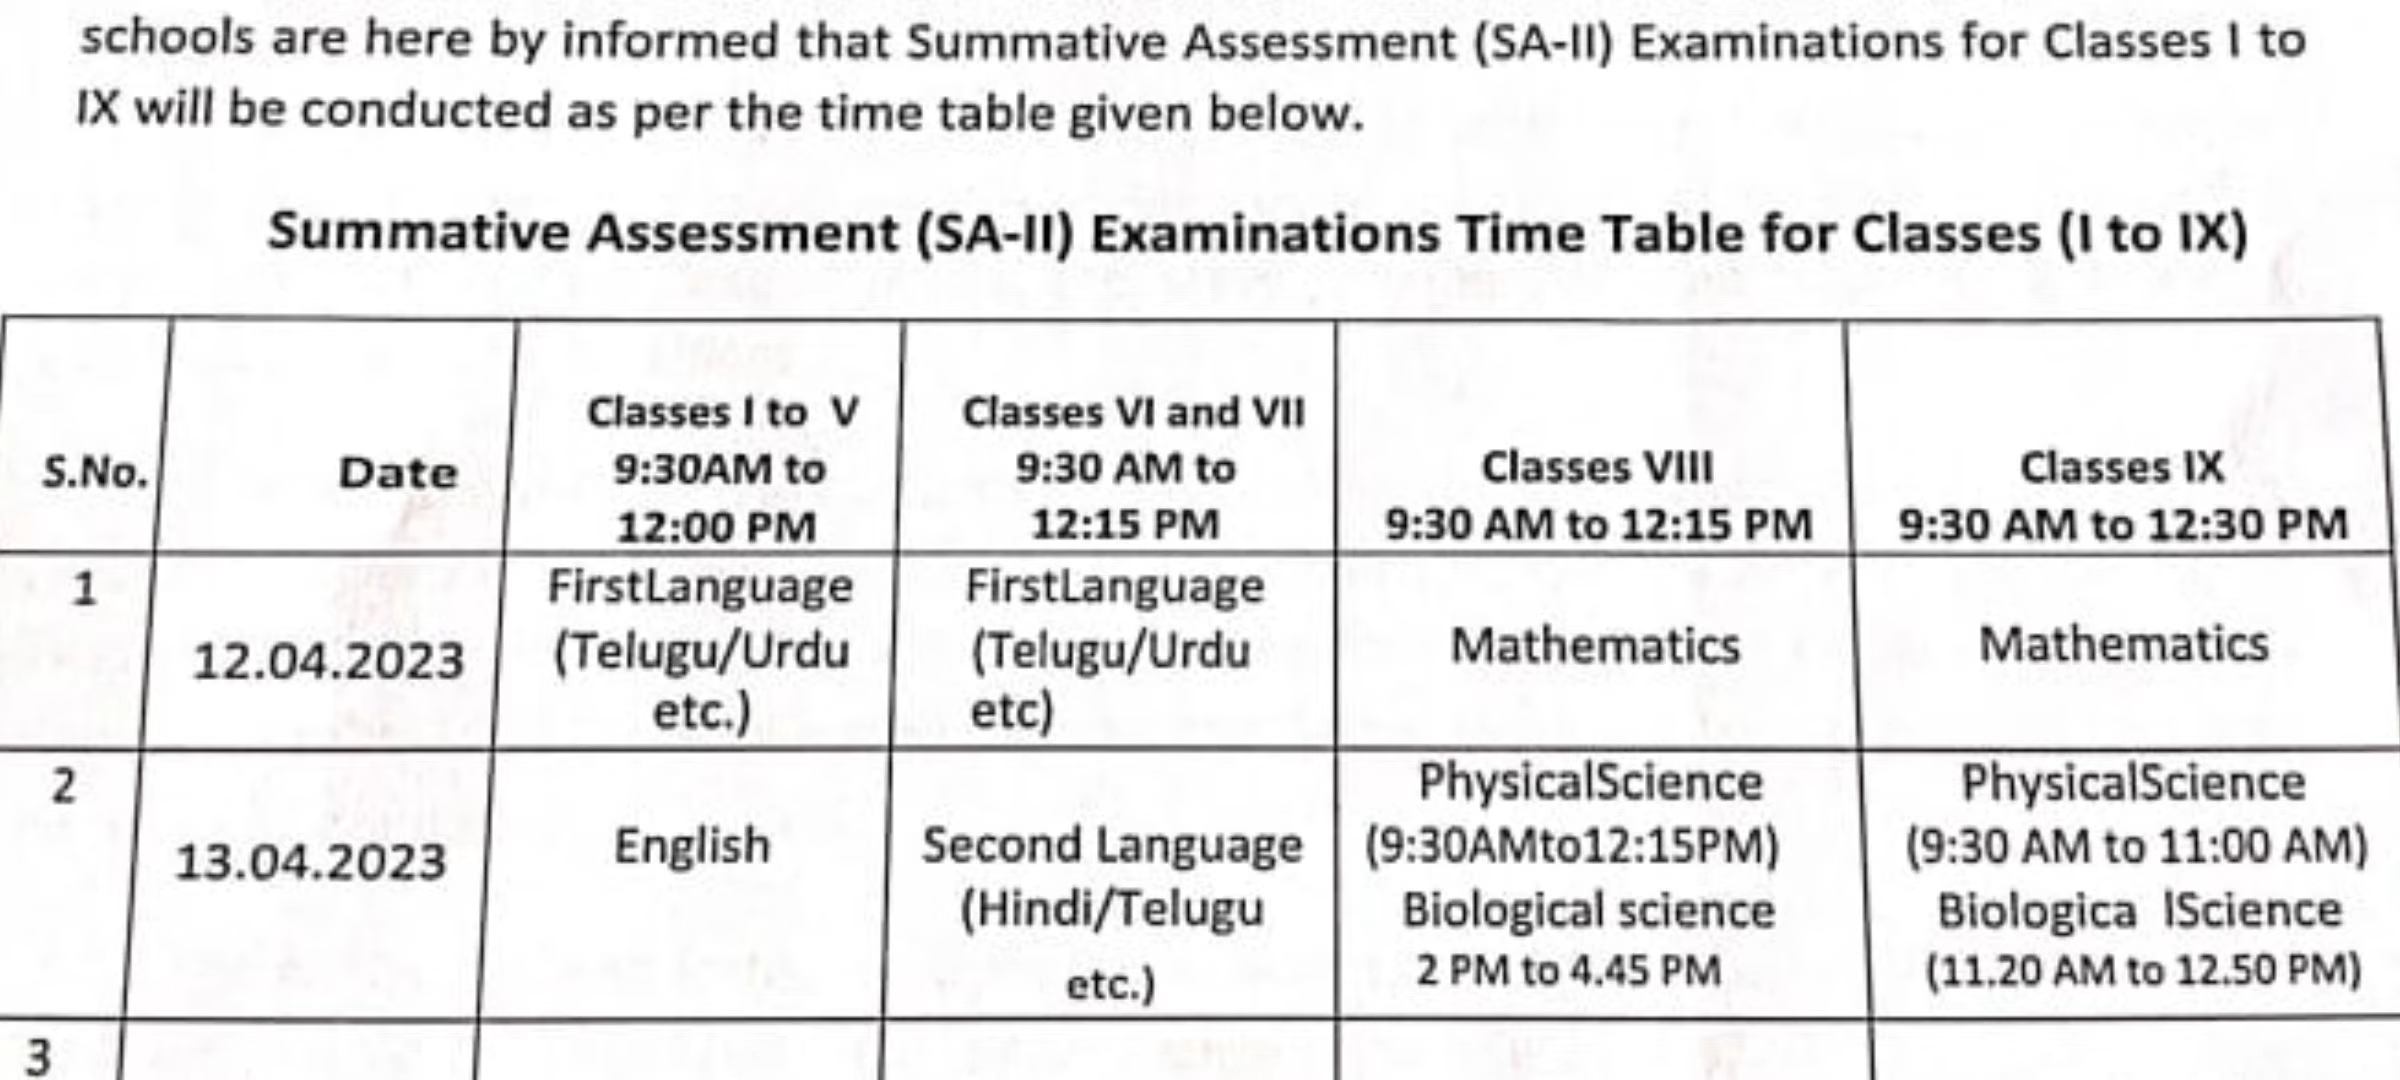 schools are here by informed that Summative Assessment (SA-II) Examinations for Classes I to
IX will be conducted as per the time table given below.
Summative Assessment (SA-II) Examinations Time Table for Classes (I to IX)
S.No.
Date
Classes I to V
9:30AM to
12:00 PM
Classes VI and VII
9:30 AM to
12:15 PM
Classes VIII
9:30 AM to 12:15 PM
Classes IX
9:30 AM to 12:30 PM
1
12.04.2023
FirstLanguage
(Telugu/Urdu
etc.)
FirstLanguage
(Telugu/Urdu
etc)
Mathematics
Mathematics
2
13.04.2023
English
Second Language
(Hindi/Telugu
etc.)
PhysicalScience
(9:30AMto12:15PM)
Biological science
2 PM to 4.45 PM
PhysicalScience
(9:30 AM to 11:00 AM)
Biologica lScience
(11.20 AM to 12.50 PM)
3